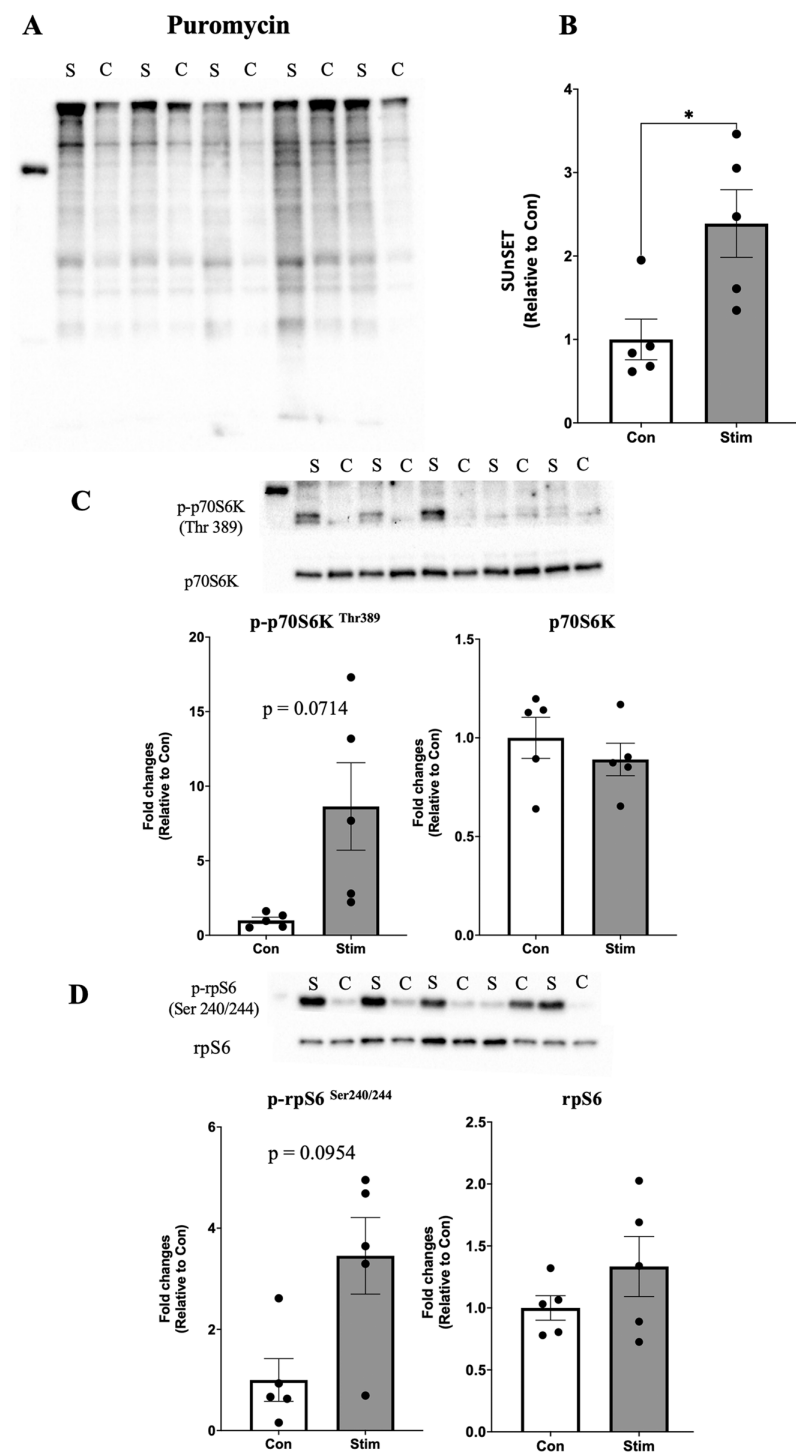 A
Puromycin
S C S C S C S C S C
B
4
3
2
1
0
SUnSET
(Relative to Con)
*
Con Stim
C
S C S C S C S C S C
p-p70S6K
(Thr 389)
p70S6K
p-p70S6K Thr389
20
15
10
5
0
Fold changes
(Relative to Con)
p = 0.0714
Con Stim
p70S6K
1.5
1.0
0.5
0.0
Fold changes
(Relative to Con)
Con Stim
D
S C S C S C S C S C
p-rpS6
(Ser 240/244)
rpS6
p-rpS6 Ser240/244
6
4
2
0
Fold changes
(Relative to Con)
p = 0.0954
Con Stim
rpS6
2.5
2.0
1.5
1.0
0.5
0.0
Fold changes
(Relative to Con)
Con Stim